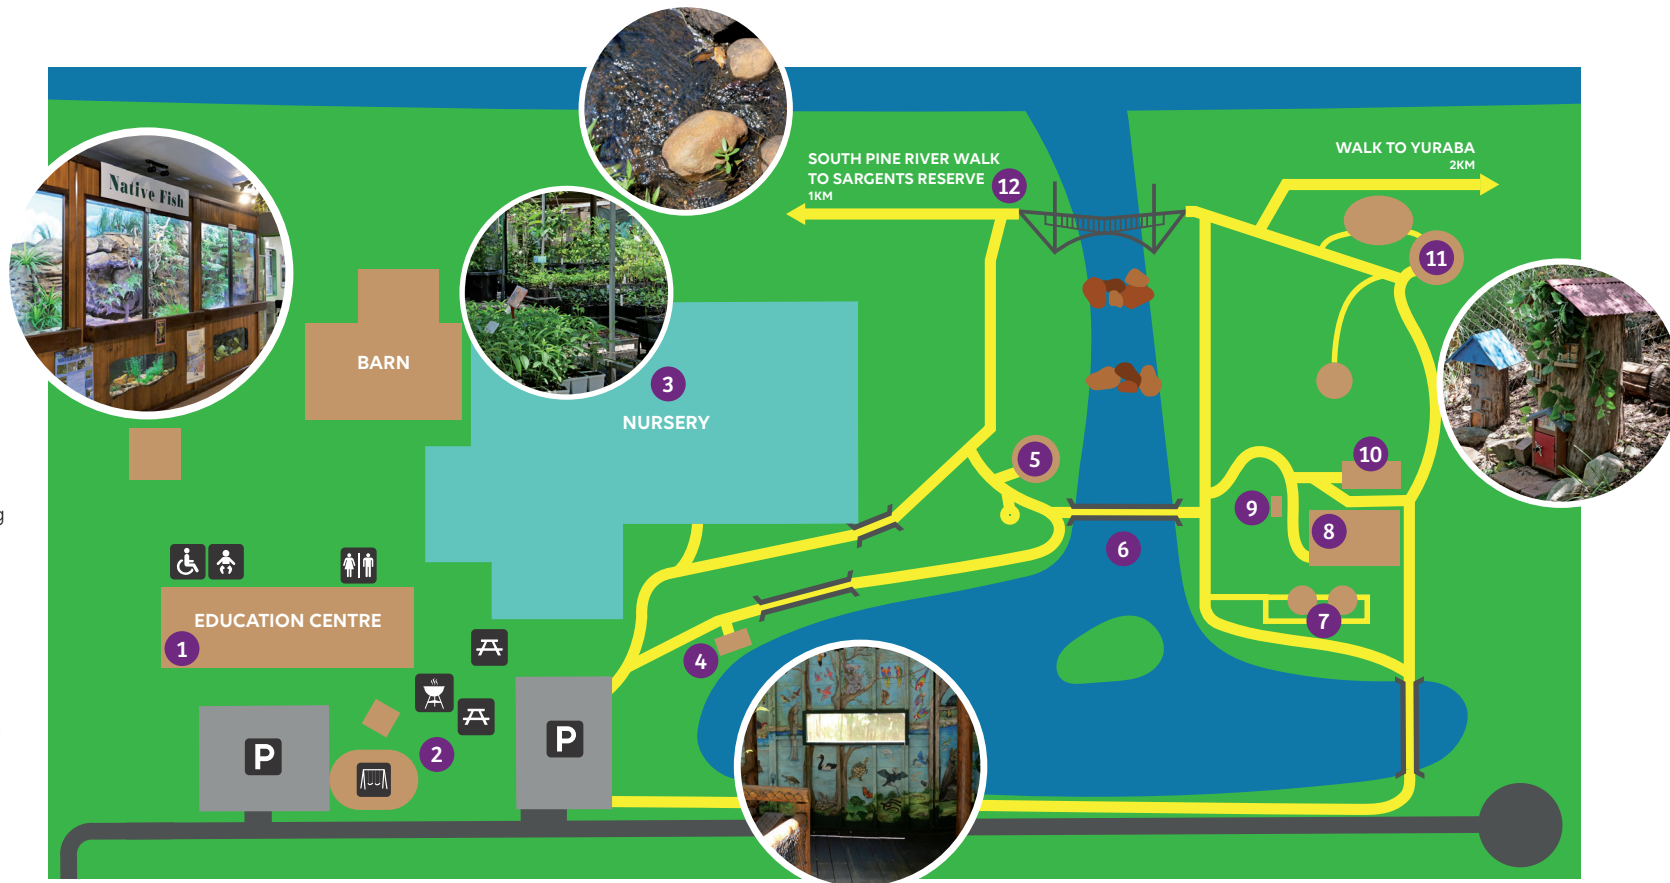 Native Fish
SOUTH PINE RIVER WALK
TO SARGENTS RESERVE
1KM
12
WALK TO YURABA
2KM
11
BARN
3
NURSERY
5
10
9
8
6
7
g
EDUCATION CENTRE
1
4
2
P
P